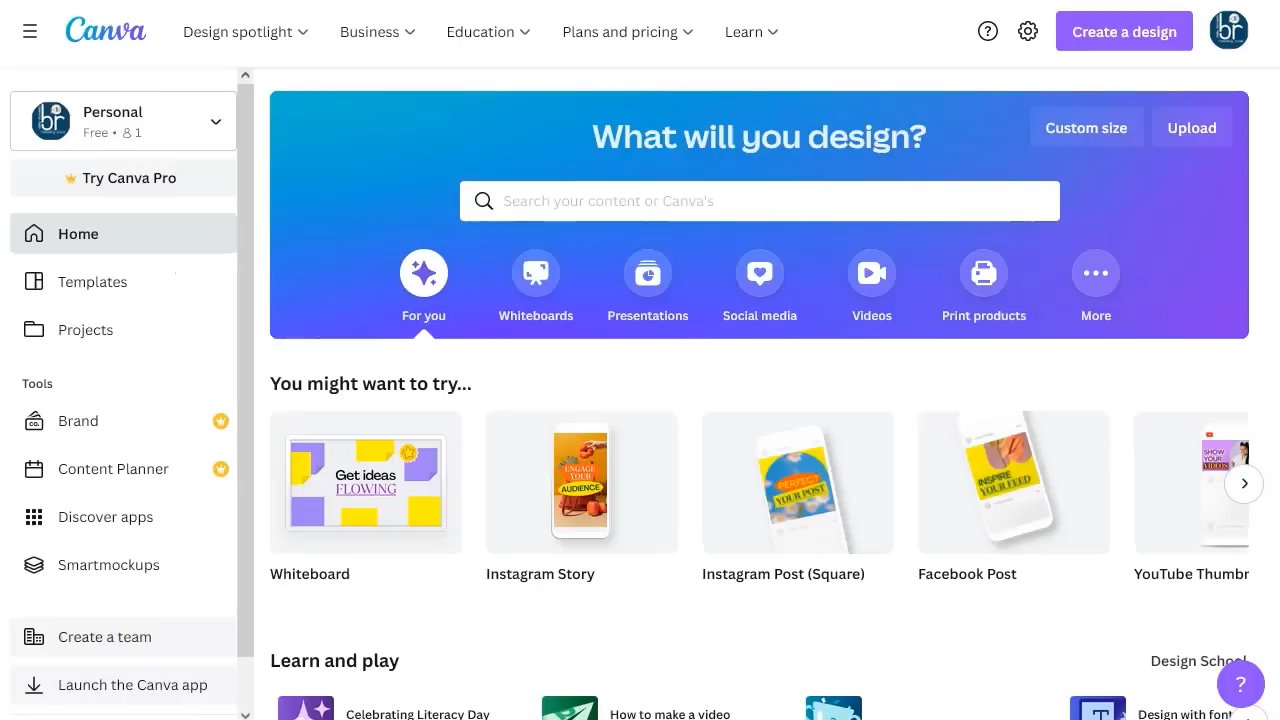 Canva
Design spotlight
Business
Education
Plans and pricing
Learn
Create a design
br
Personal
Free • 1
Try Canva Pro
Home
Templates
Projects
Tools
Brand
CO.
Content Planner
Discover apps
Smartmockups
Create a team
Launch the Canva app
What will you design?
Custom size
Upload
Search your content or Canva's
For you
Whiteboards
Presentations
Social media
Videos
Print products
More
You might want to try...
Get ideas
FLOWING
ENGAGE
YOUR
AUDIENCE
PERFECT
YOUR POST
INSPIRE
YOUR FEED
SHOW
YOUR
VIDEOS
Whiteboard
Instagram Story
Instagram Post (Square)
Facebook Post
YouTube Thumbn
Learn and play
Design School
?
Celebrating Literacy Day
How to make a video
T
Design with font